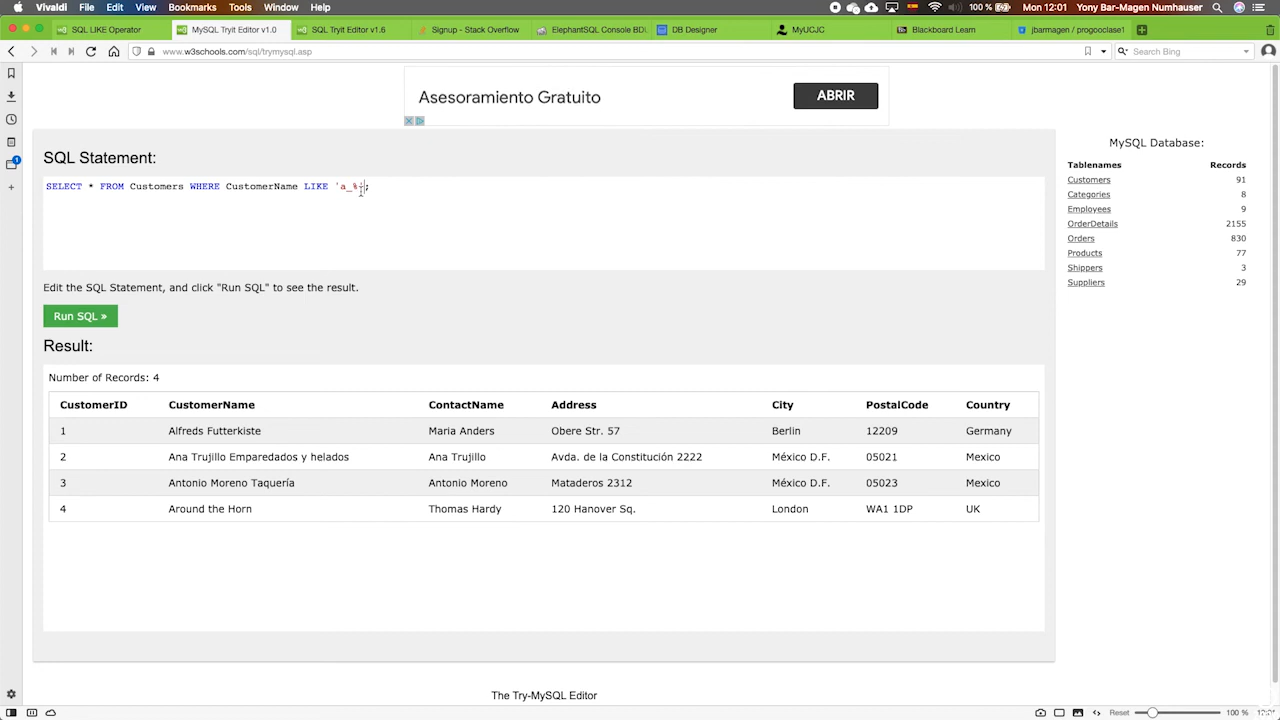 Vivaldi File Edit View Bookmarks Mail Tools Window Help
Mon 12:01 Yony Bar-Magen Numhauser
SQL LIKE Operator MySQL Tryit Editor v1.0 SQL Tryit Editor v1.6 Signup - Stack Overflow ElephantSQL Console BDI DB Designer MyUCJC Blackboard Learn jbarmagen / progooclase1
www.w3schools.com/sql/trymysql.asp Search Bing
Asesoramiento Gratuito ABRIR
SQL Statement:
SELECT * FROM Customers WHERE CustomerName LIKE 'a_%';
Edit the SQL Statement, and click "Run SQL" to see the result.
Run SQL »
Result:
Number of Records: 4
CustomerID CustomerName ContactName Address City PostalCode Country
1 Alfreds Futterkiste Maria Anders Obere Str. 57 Berlin 12209 Germany
2 Ana Trujillo Emparedados y helados Ana Trujillo Avda. de la Constitución 2222 México D.F. 05021 Mexico
3 Antonio Moreno Taquería Antonio Moreno Mataderos 2312 México D.F. 05023 Mexico
4 Around the Horn Thomas Hardy 120 Hanover Sq. London WA1 1DP UK
The Try-MySQL Editor
MySQL Database:
Tablenames Records
Customers 91
Categories 8
Employees 9
OrderDetails 2155
Orders 830
Products 77
Shippers 3
Suppliers 29
1
Reset 100 %